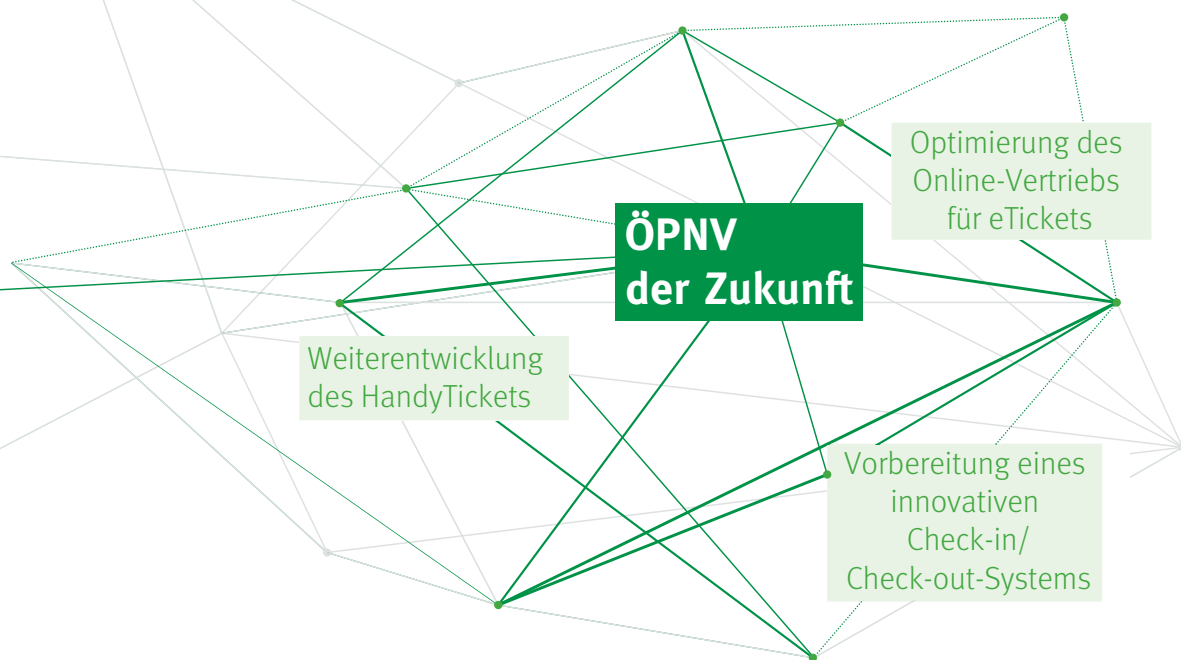 Optimierung des
Online-Vertriebs
für eTickets
ÖPNV
der Zukunft
Weiterentwicklung
des HandyTickets
Vorbereitung eines
innovativen
Check-in/
Check-out-Systems